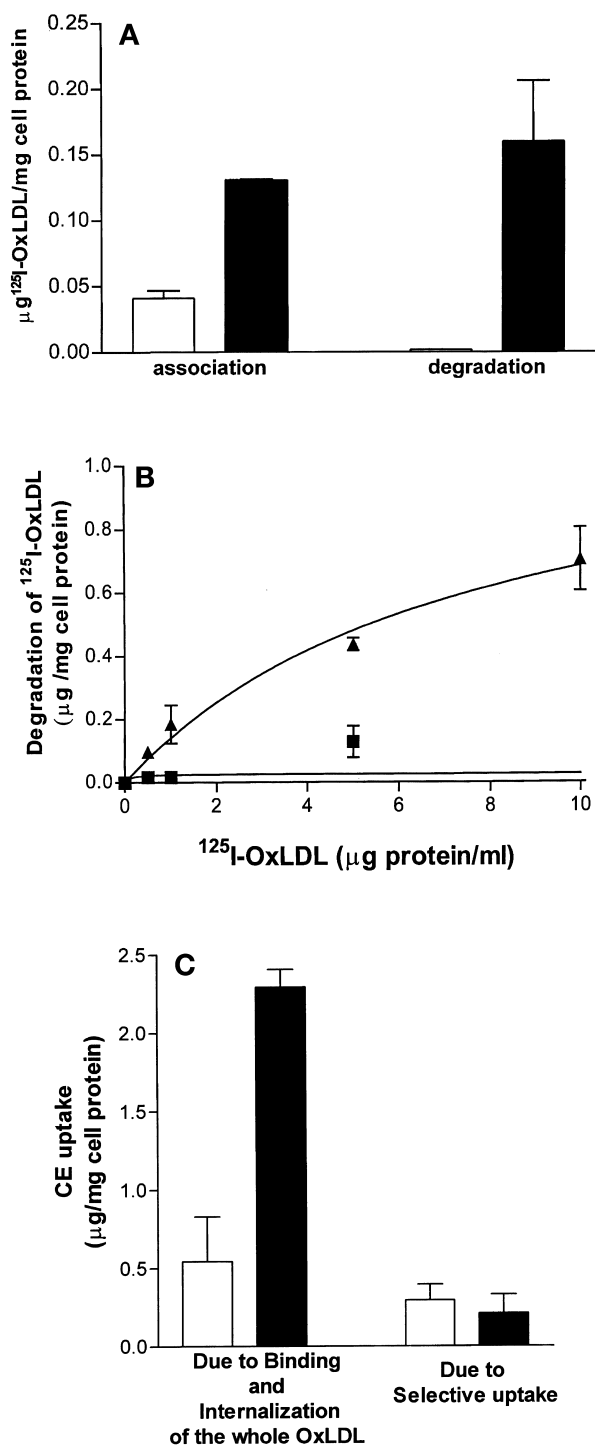 A
μg¹²⁵I-OxLDL/mg cell protein
0.25
0.20
0.15
0.10
0.05
0.00
association degradation
B
Degradation of ¹²⁵I-OxLDL
(μg /mg cell protein)
1.0
0.8
0.6
0.4
0.2
0.0
0 2 4 6 8 10
¹²⁵I-OxLDL (μg protein/ml)
C
CE uptake
(μg/mg cell protein)
2.5
2.0
1.5
1.0
0.5
0.0
Due to Binding
and
Internalization
of the whole OxLDL
Due to
Selective uptake